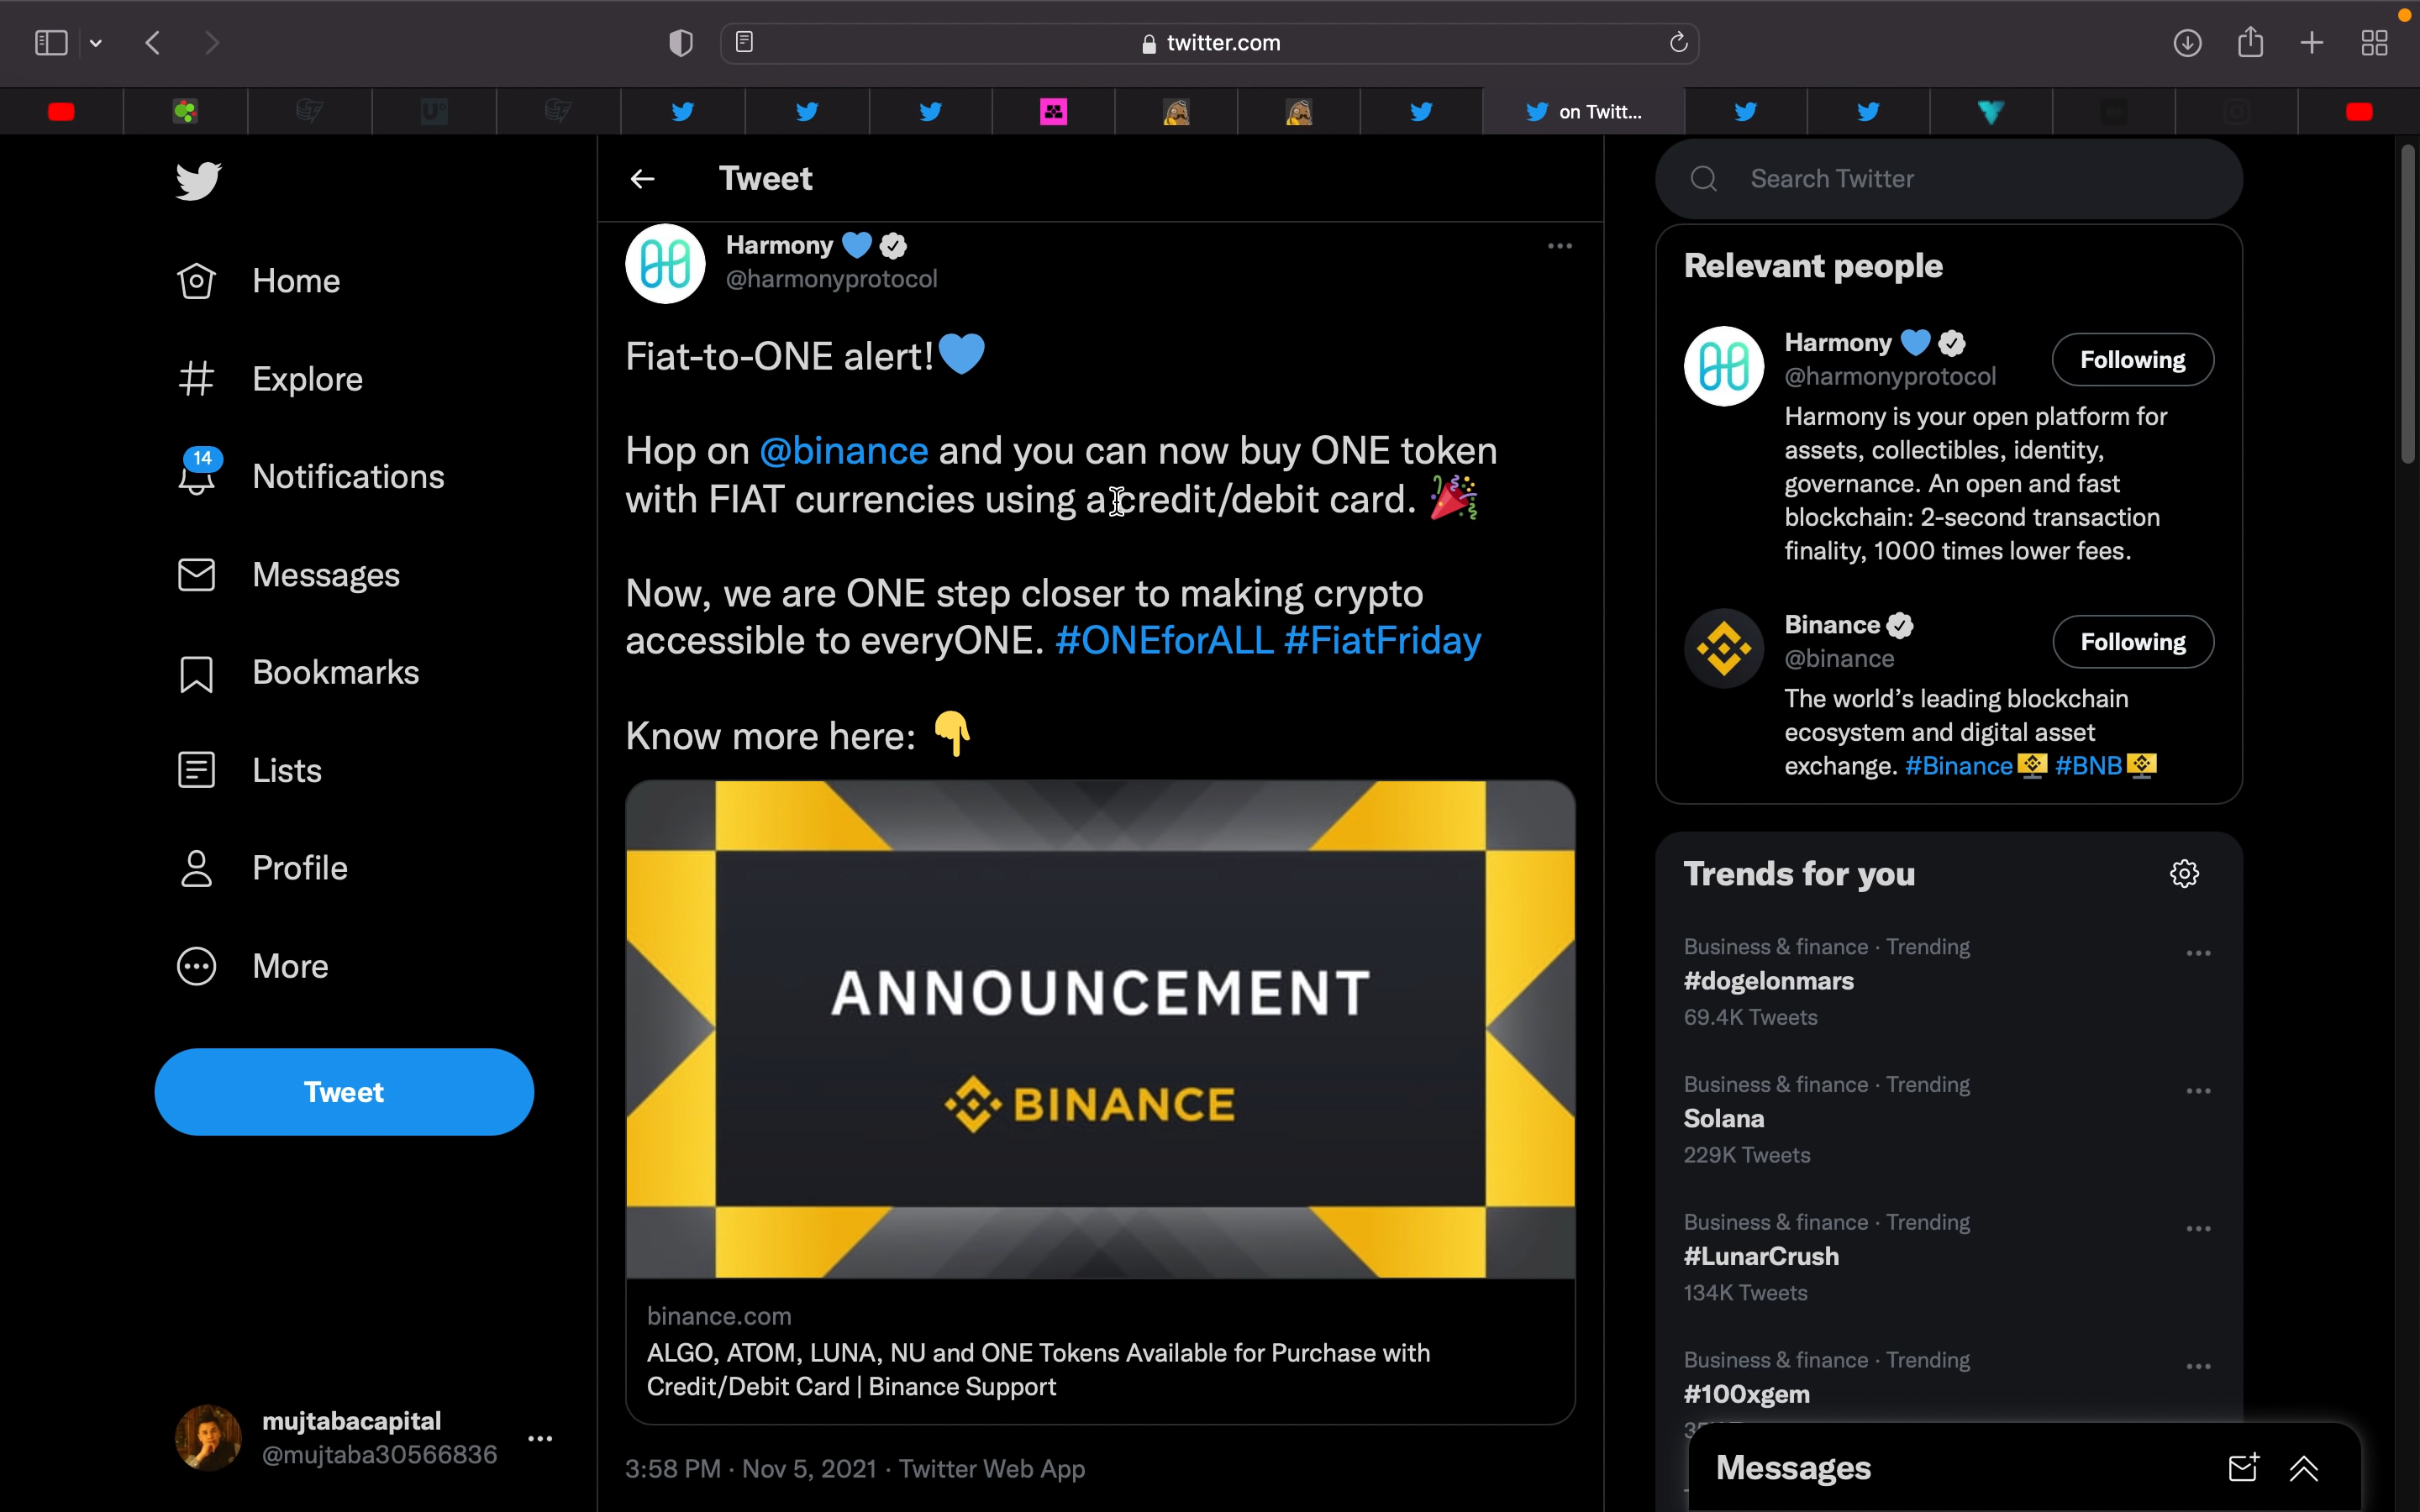 twitter.com
on Twitt...
Tweet
Search Twitter
Home
Explore
14
Notifications
Messages
Bookmarks
Lists
Profile
More
Tweet
mujtabacapital
@mujtaba30566836
Harmony
@harmonyprotocol
Fiat-to-ONE alert!
Hop on @binance and you can now buy ONE token
with FIAT currencies using a credit/debit card.
Now, we are ONE step closer to making crypto
accessible to everyONE. #ONEforALL #FiatFriday
Know more here:
ANNOUNCEMENT
BINANCE
binance.com
ALGO, ATOM, LUNA, NU and ONE Tokens Available for Purchase with
Credit/Debit Card | Binance Support
3:58 PM · Nov 5, 2021 · Twitter Web App
Relevant people
Harmony
@harmonyprotocol
Following
Harmony is your open platform for
assets, collectibles, identity,
governance. An open and fast
blockchain: 2-second transaction
finality, 1000 times lower fees.
Binance
@binance
Following
The world's leading blockchain
ecosystem and digital asset
exchange. #Binance #BNB
Trends for you
Business & finance · Trending
#dogelonmars
69.4K Tweets
Business & finance · Trending
Solana
229K Tweets
Business & finance · Trending
#LunarCrush
134K Tweets
Business & finance · Trending
#100xgem
Messages